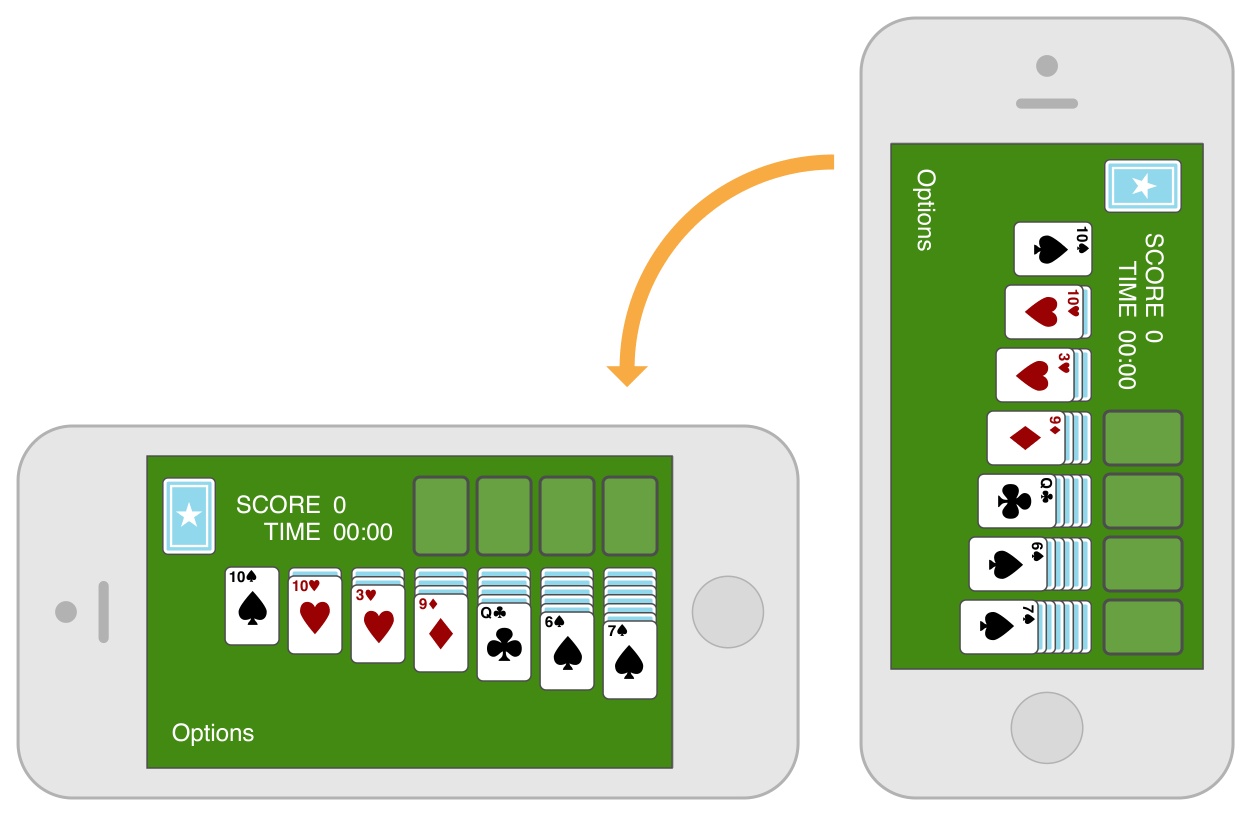 SCORE 0
TIME 00:00
10♠
10♥
3♥
9♦
Q♣
6♠
7♠
Options
Options
SCORE 0
TIME 00:00
10♠
10♥
3♥
9♦
Q♣
6♠
7♠